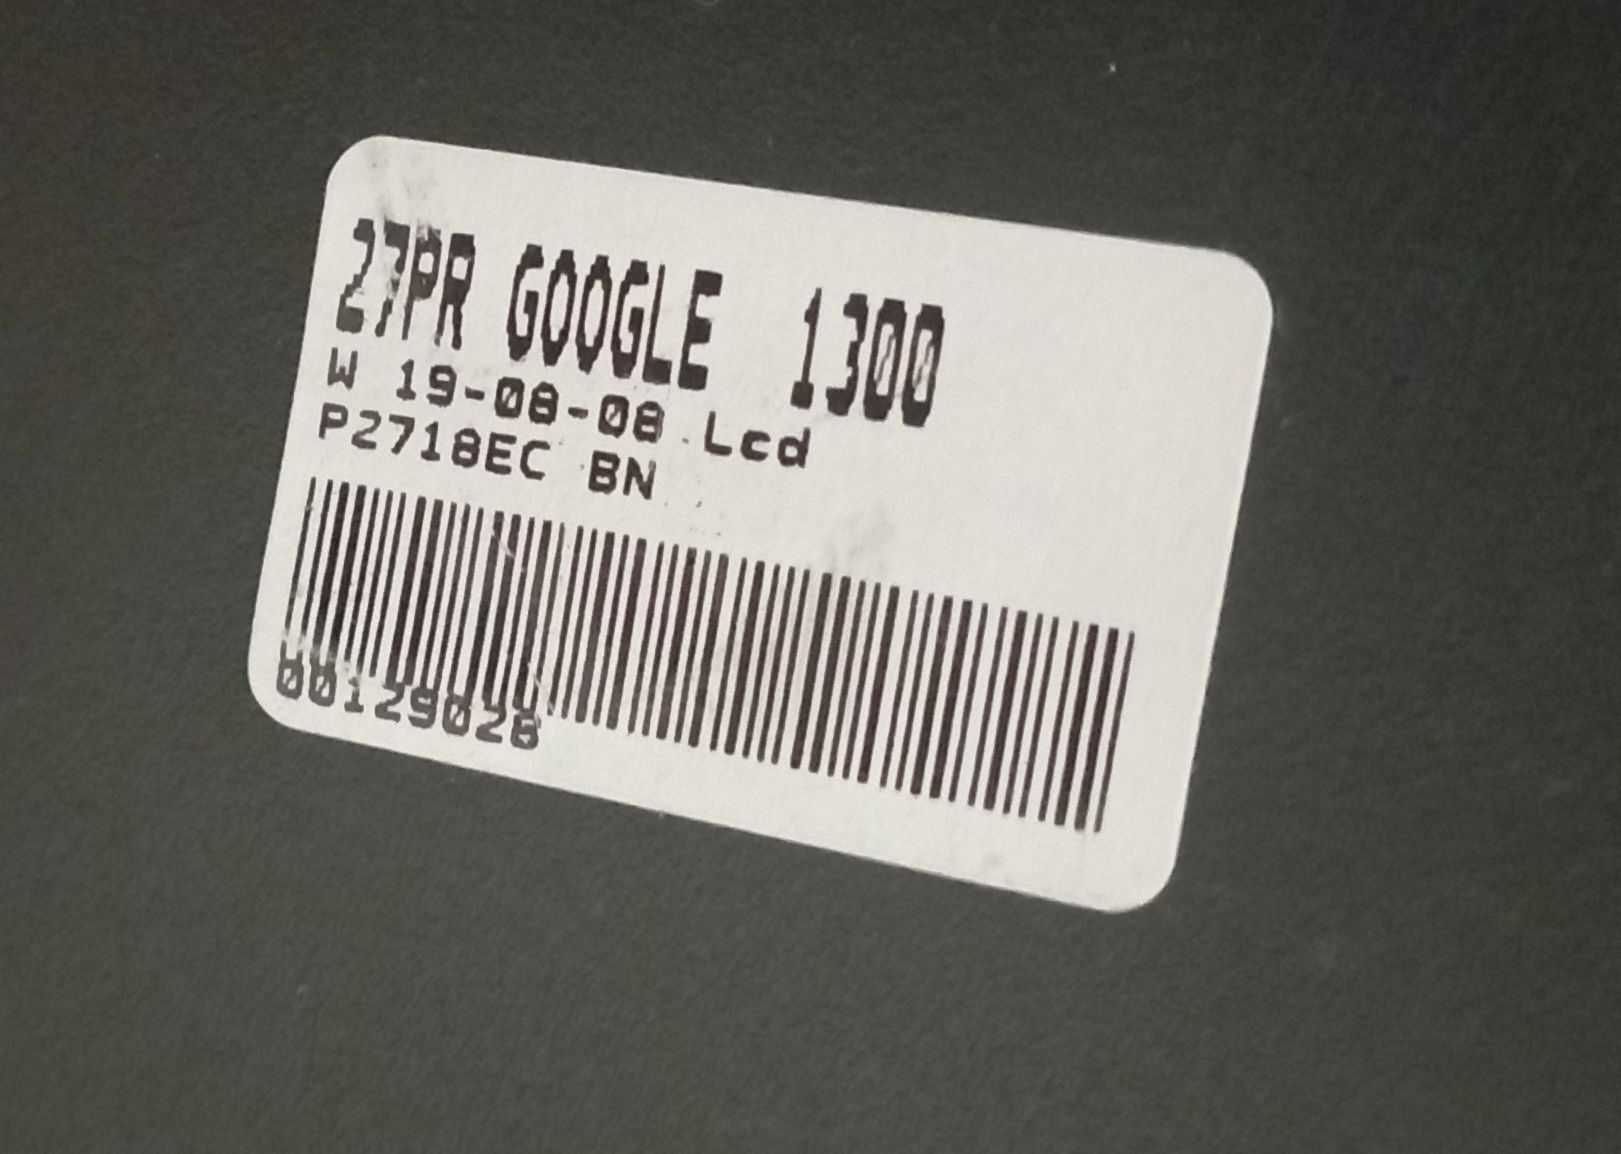 27PR GOOGLE 1300
W 19-08-08 Lcd
P2718EC BN
00129028